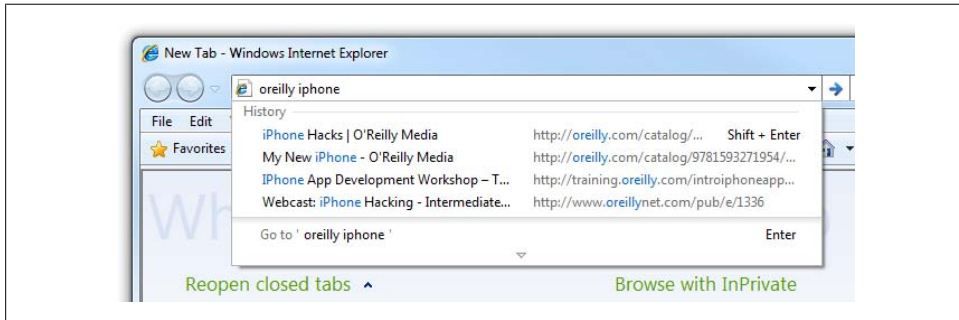 New Tab - Windows Internet Explorer
oreilly iphone
History
File Edit
iPhone Hacks | O'Reilly Media http://oreilly.com/catalog/... Shift + Enter
Favorites
My New iPhone - O'Reilly Media http://oreilly.com/catalog/9781593271954/...
IPhone App Development Workshop – T... http://training.oreilly.com/introiphoneapp...
Webcast: iPhone Hacking - Intermediate... http://www.oreillynet.com/pub/e/1336
Wh
Go to ' oreilly iphone ' Enter
Reopen closed tabs Browse with InPrivate